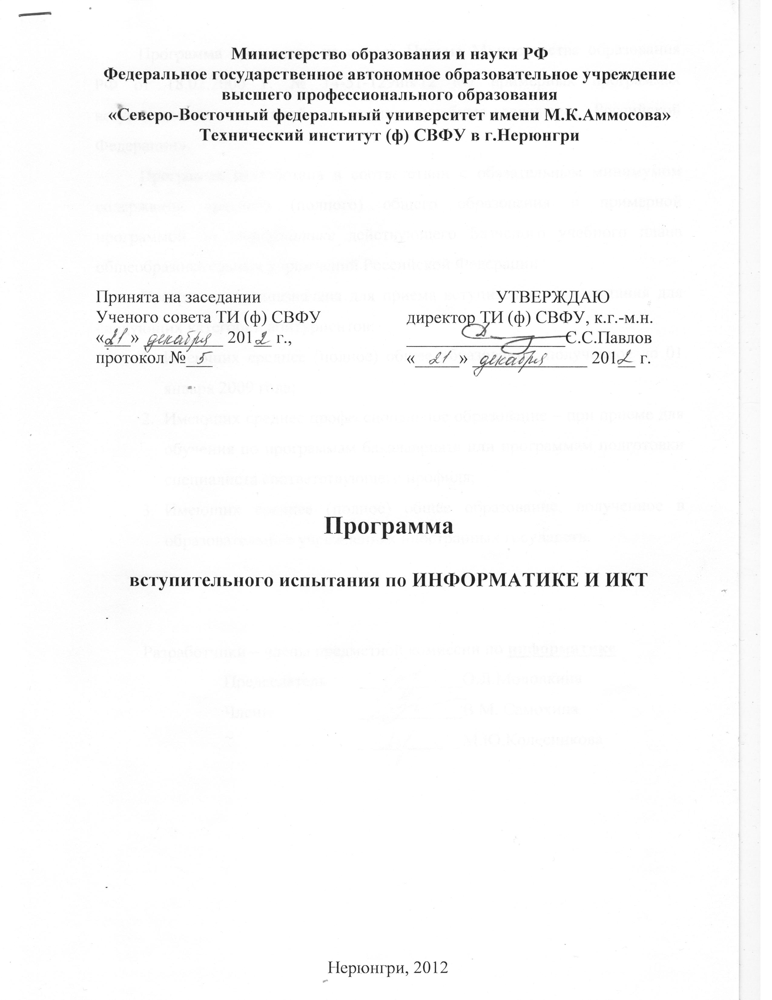 Министерство образования и науки РФ
Федеральное государственное автономное образовательное учреждение
высшего профессионального образования
«Северо-Восточный федеральный университет имени М.К.Аммосова»
Технический институт (ф) СВФУ в г.Нерюнгри
Принята на заседании
Ученого совета ТИ (ф) СВФУ
«21» декабря 2012 г.,
протокол № 5
УТВЕРЖДАЮ
директор ТИ (ф) СВФУ, к.г.-м.н.
С.С.Павлов
«21» декабря 2012 г.
Программа
вступительного испытания по ИНФОРМАТИКЕ И ИКТ
Нерюнгри, 2012